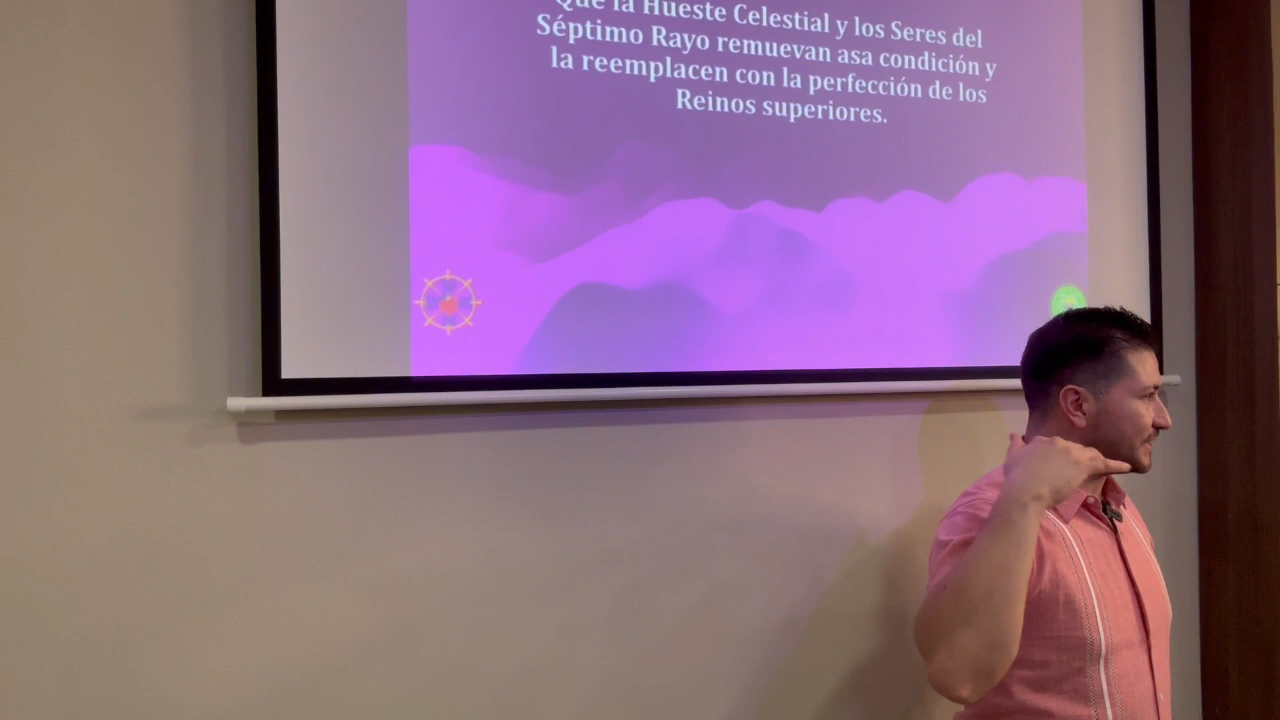 Que la Hueste Celestial y los Seres del
Séptimo Rayo remuevan asa condición y
la reemplacen con la perfección de los
Reinos superiores.